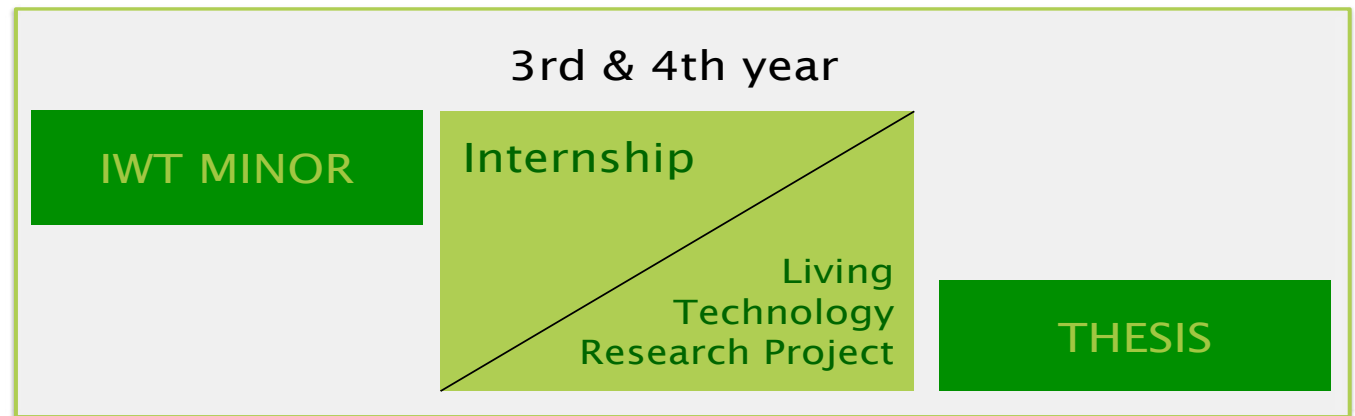 3rd & 4th year
IWT MINOR
Internship
Living
Technology
Research Project
THESIS